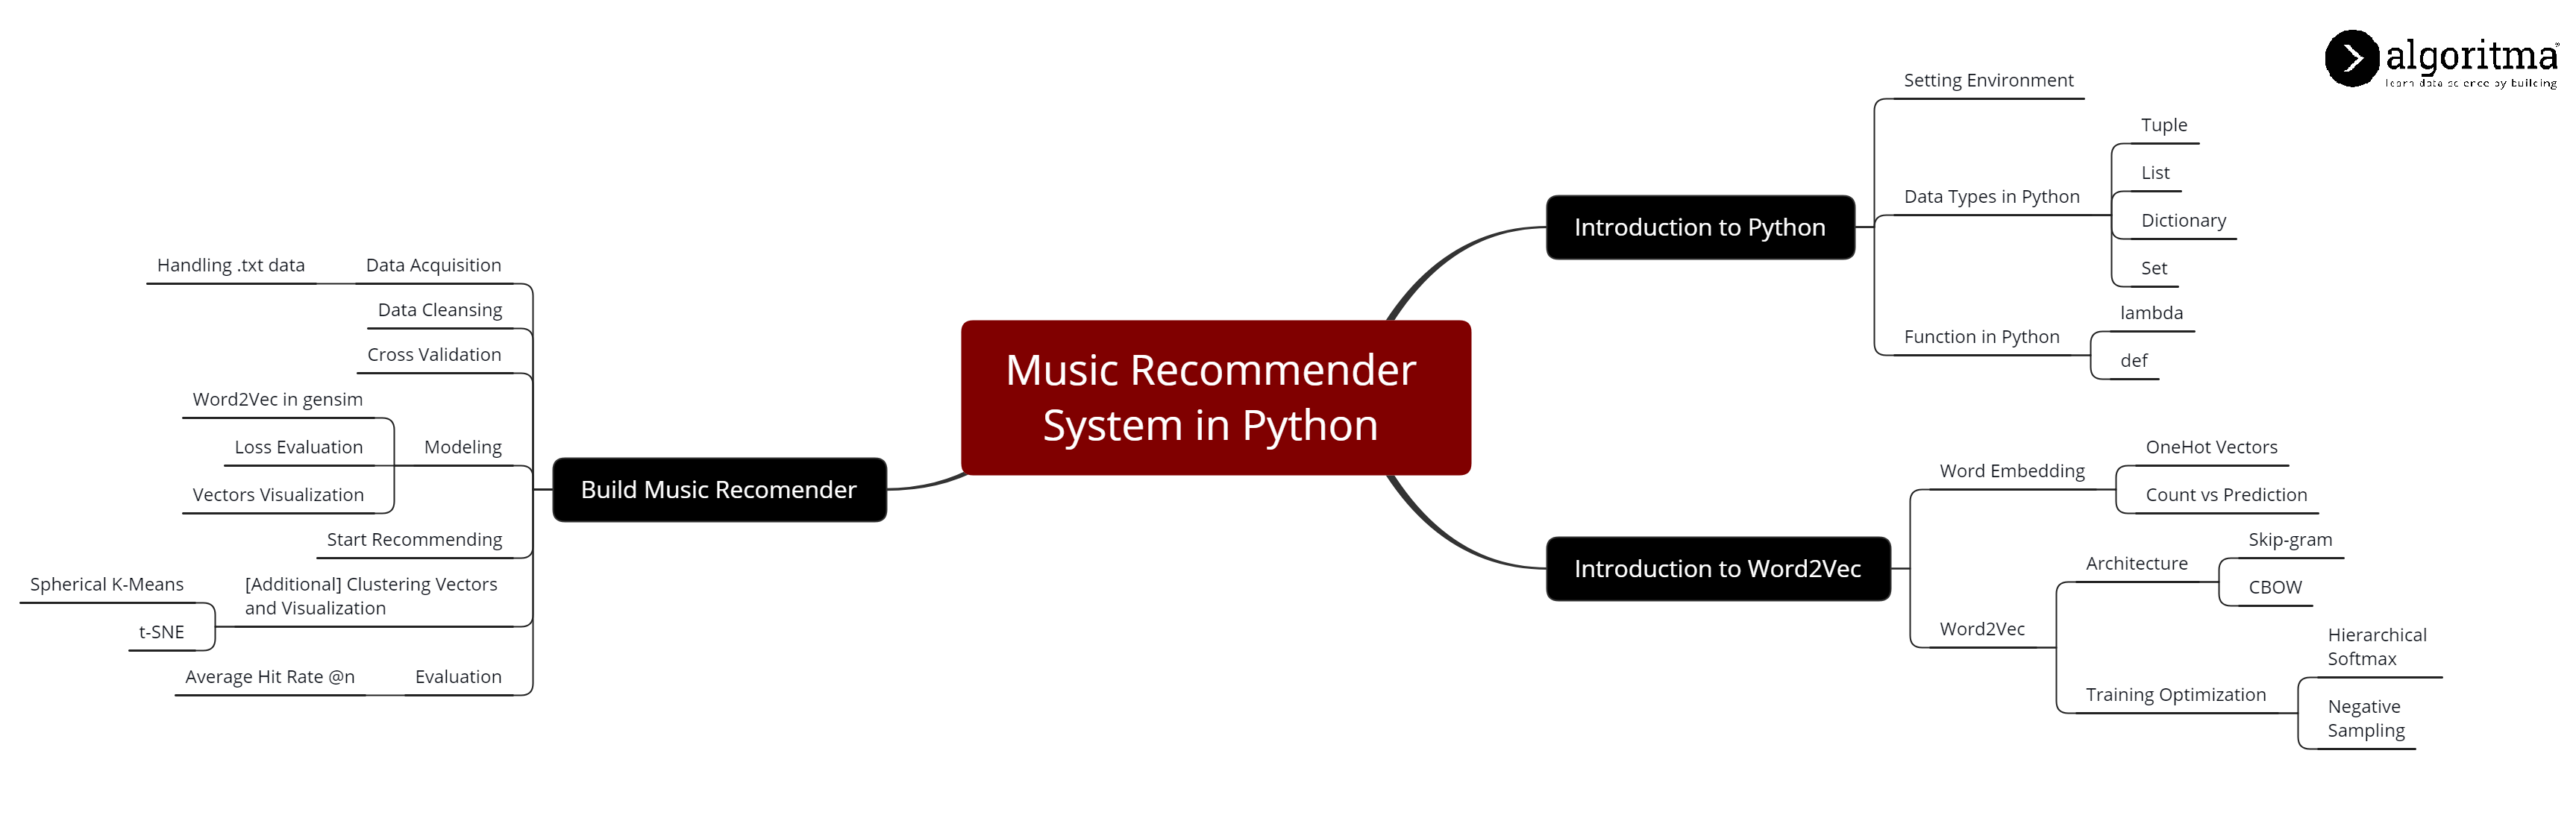 algoritma
learn data science by building
Music Recommender
System in Python
Introduction to Python
Setting Environment
Data Types in Python
Tuple
List
Dictionary
Set
Function in Python
lambda
def
Introduction to Word2Vec
Word Embedding
OneHot Vectors
Count vs Prediction
Word2Vec
Architecture
Skip-gram
CBOW
Training Optimization
Hierarchical
Softmax
Negative
Sampling
Build Music Recomender
Data Acquisition
Handling .txt data
Data Cleansing
Cross Validation
Modeling
Word2Vec in gensim
Loss Evaluation
Vectors Visualization
Start Recommending
[Additional] Clustering Vectors
and Visualization
Spherical K-Means
t-SNE
Evaluation
Average Hit Rate @n